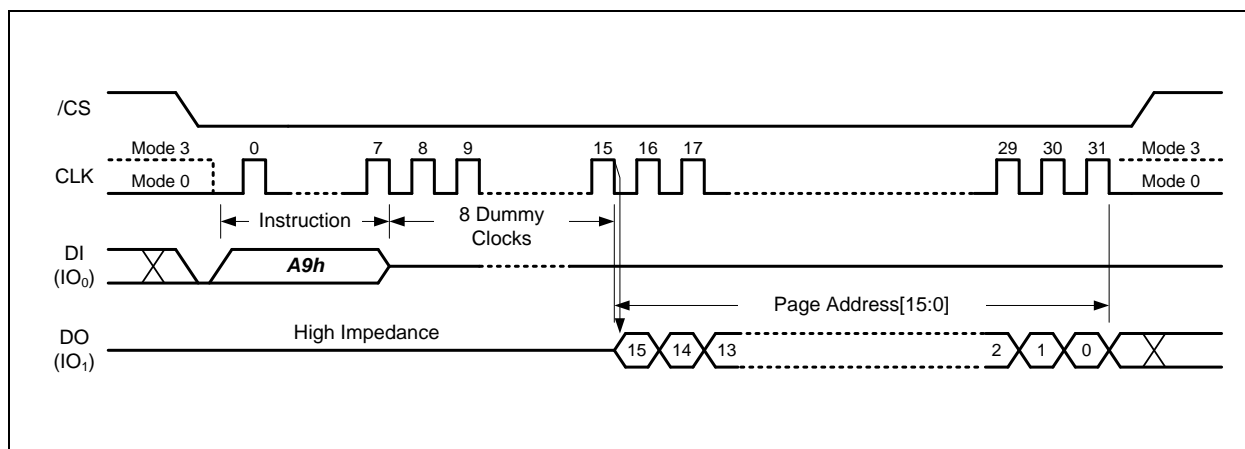 /CS
Mode 3 0 7 8 9 15 16 17 29 30 31 Mode 3
CLK
Mode 0 Mode 0
Instruction 8 Dummy
Clocks
DI
(IO₀)
A9h
Page Address[15:0]
High Impedance
DO
(IO₁)
15 14 13 2 1 0